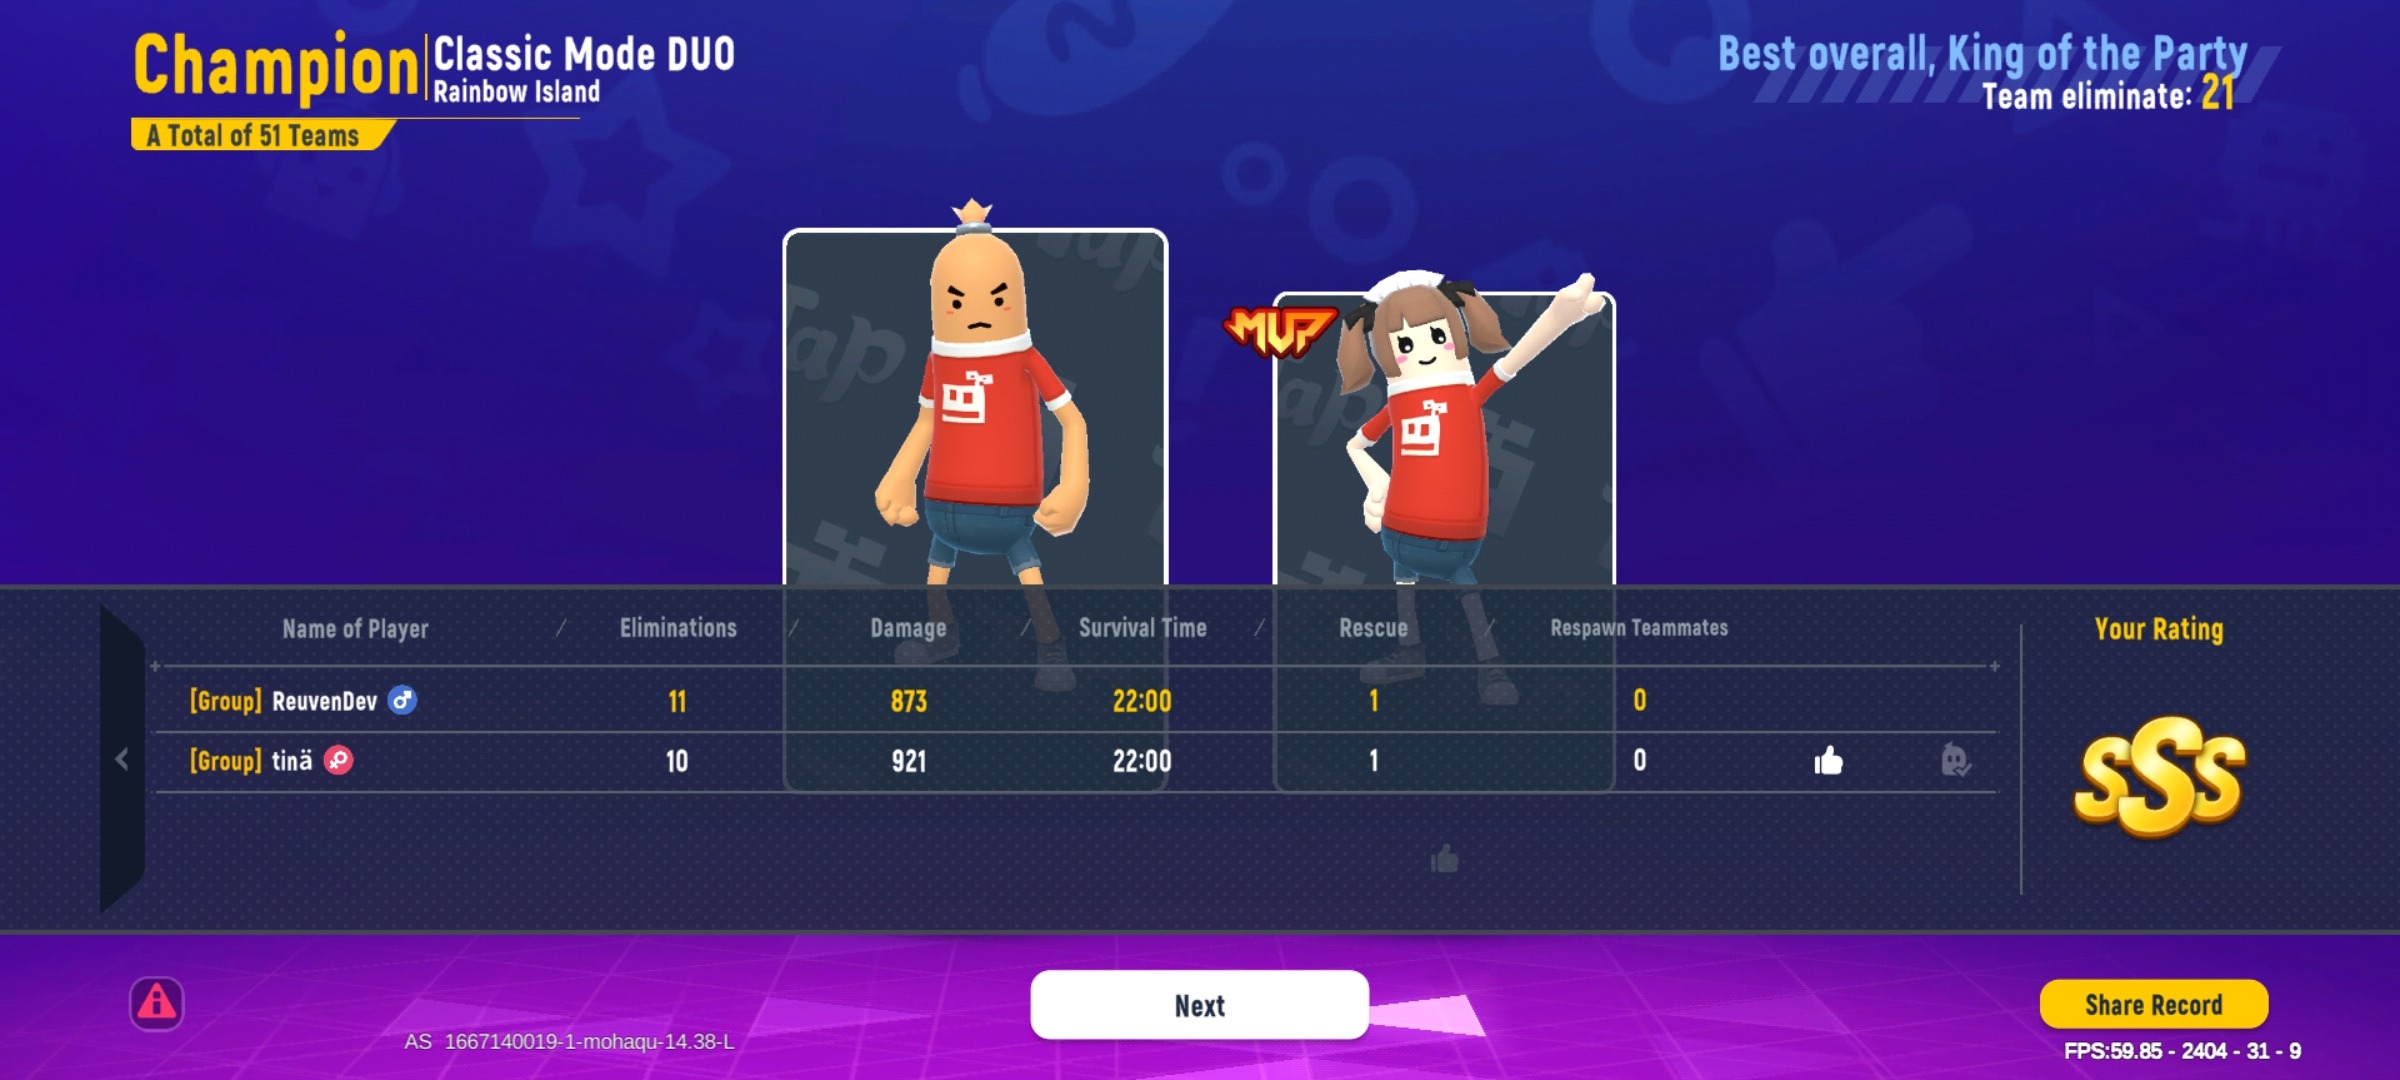 Champion
Classic Mode DUO
Rainbow Island
A Total of 51 Teams
Best overall, King of the Party
Team eliminate: 21
MVP
Name of Player / Eliminations / Damage / Survival Time / Rescue / Respawn Teammates
[Group] ReuvenDev 11 873 22:00 1 0
[Group] tinä 10 921 22:00 1 0
Your Rating
SSS
Next
Share Record
AS 1667140019-1-mohaqu-14.38-L
FPS:59.85 - 2404 - 31 - 9